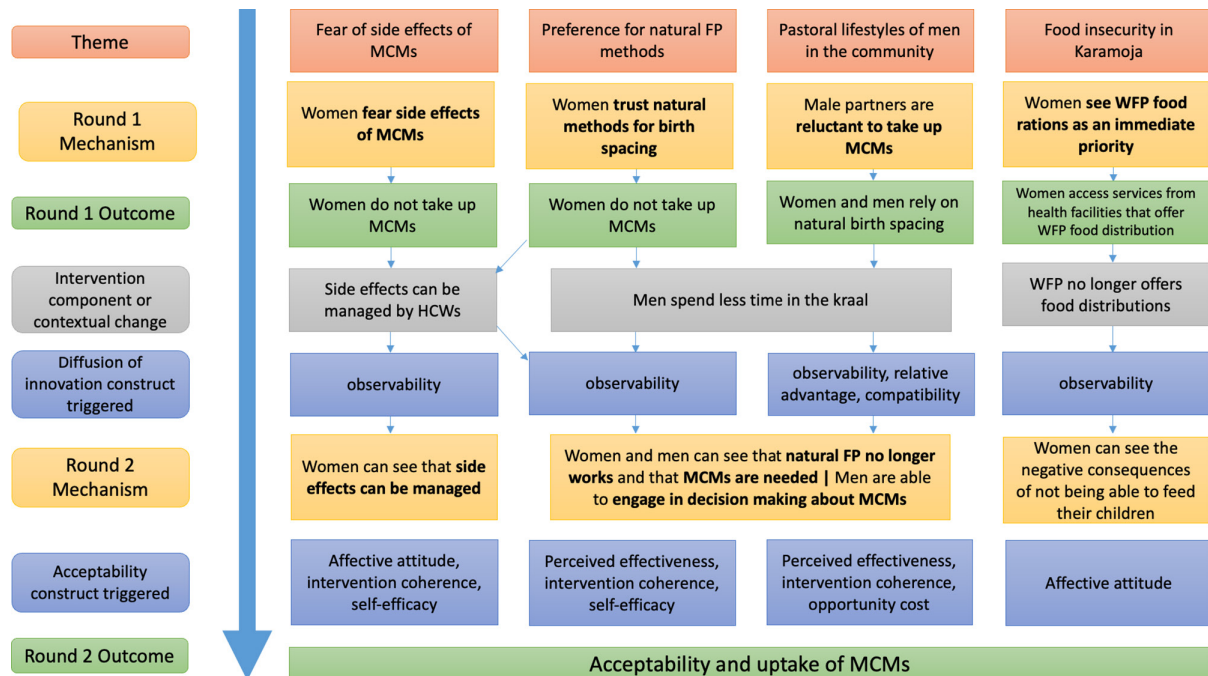 Theme
Fear of side effects of
MCMs
Preference for natural FP
methods
Pastoral lifestyles of men
in the community
Food insecurity in
Karamoja
Round 1
Mechanism
Women fear side effects
of MCMs
Women trust natural
methods for birth
spacing
Male partners are
reluctant to take up
MCMs
Women see WFP food
rations as an immediate
priority
Round 1 Outcome
Women do not take up
MCMs
Women do not take up
MCMs
Women and men rely on
natural birth spacing
Women access services from
health facilities that offer
WFP food distribution
Intervention
component or
contextual change
Side effects can be
managed by HCWs
Men spend less time in the kraal
WFP no longer offers
food distributions
Diffusion of
innovation construct
triggered
observability
observability
observability, relative
advantage, compatibility
observability
Round 2
Mechanism
Women can see that side
effects can be managed
Women and men can see that natural FP no longer
works and that MCMs are needed | Men are able
to engage in decision making about MCMs
Women can see the
negative consequences
of not being able to feed
their children
Acceptability
construct triggered
Affective attitude,
intervention coherence,
self-efficacy
Perceived effectiveness,
intervention coherence,
self-efficacy
Perceived effectiveness,
intervention coherence,
opportunity cost
Affective attitude
Round 2 Outcome
Acceptability and uptake of MCMs